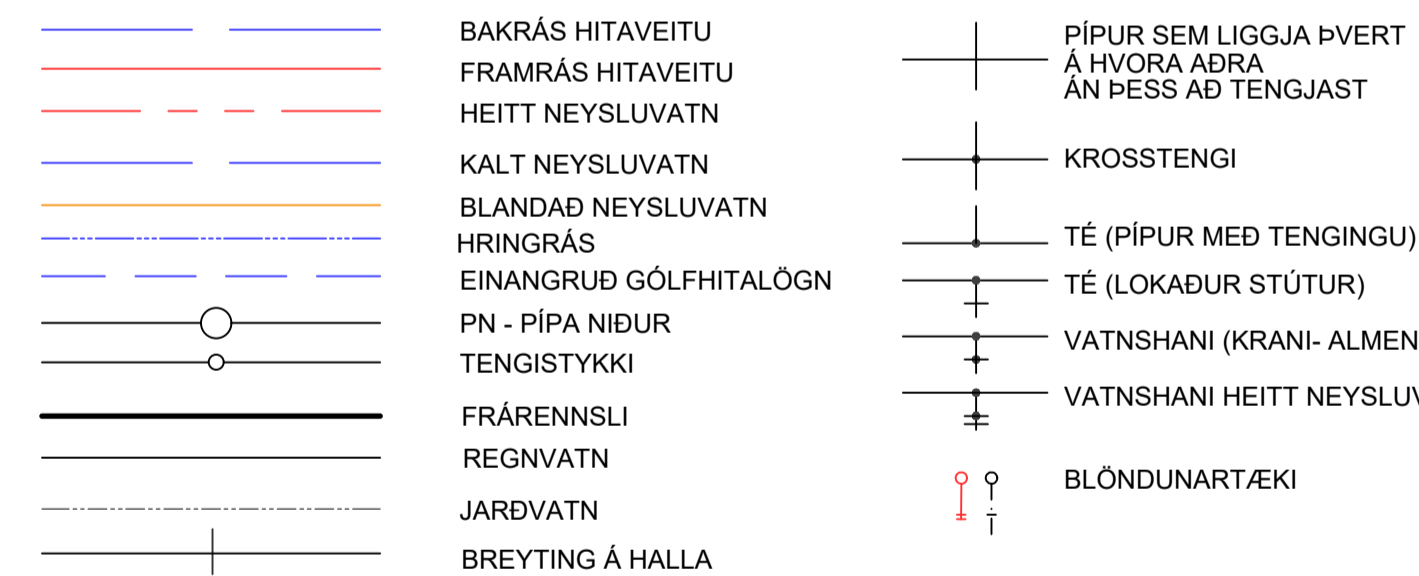 BAKRÁS HITAVEITU
FRAMRÁS HITAVEITU
HEITT NEYSLUVATN
KALT NEYSLUVATN
BLANDAÐ NEYSLUVATN
HRINGRÁS
EINANGRUÐ GÓLFHITALÖGN
PN - PÍPA NIÐUR
TENGISTYKKI
FRÁRENNSLI
REGNVATN
JARÐVATN
BREYTING Á HALLA
PÍPUR SEM LIGGJA ÞVERT
Á HVORA AÐRA
ÁN ÞESS AÐ TENGJAST
KROSSTENGI
TÉ (PÍPUR MEÐ TENGINGU)
TÉ (LOKAÐUR STÚTUR)
VATNSHANI (KRANI- ALMEN
VATNSHANI HEITT NEYSLUV
BLÖNDUNARTÆKI